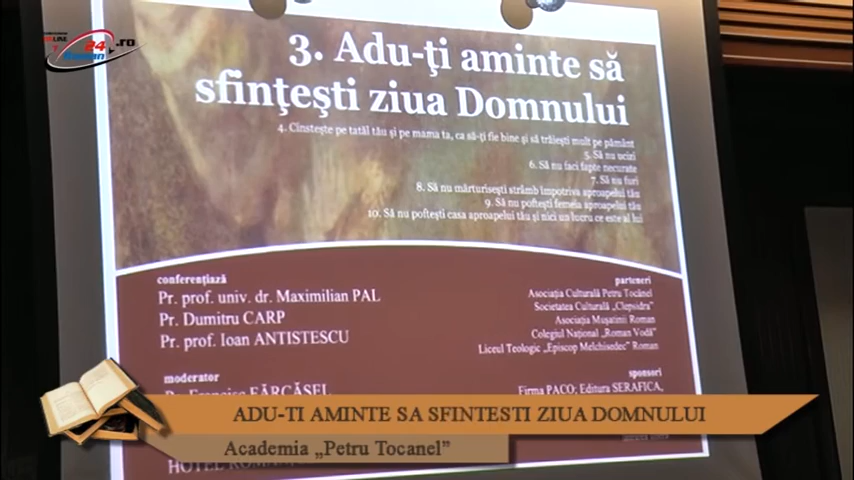 24.ro
3. Adu-ţi aminte să
sfinţeşti ziua Domnului
4. Cinsteşte pe tatăl tău şi pe mama ta, ca să-ţi fie bine şi să trăieşti mult pe pământ
5. Să nu ucizi
6. Să nu faci fapte necurate
7. Să nu furi
8. Să nu mărturiseşti strâmb împotriva aproapelui tău
9. Să nu pofteşti femeia aproapelui tău
10. Să nu pofteşti casa aproapelui tău şi nici un lucru ce este al lui
conferenţiază
Pr. prof. univ. dr. Maximilian PAL
Pr. Dumitru CARP
Pr. prof. Ioan ANTISTESCU
parteneri
Asociaţia Culturală Petru Tocănel
Societatea Culturală „Clepsidra”
Asociaţia Muşatinii Roman
Colegiul Naţional „Roman Vodă”
Liceul Teologic „Episcop Melchisedec” Roman
moderator
FĂRCĂŞEL
sponsori
Firma PACO; Editura SERAFICA,
ADU-TI AMINTE SA SFINTESTI ZIUA DOMNULUI
Academia „Petru Tocanel”
HOTEL